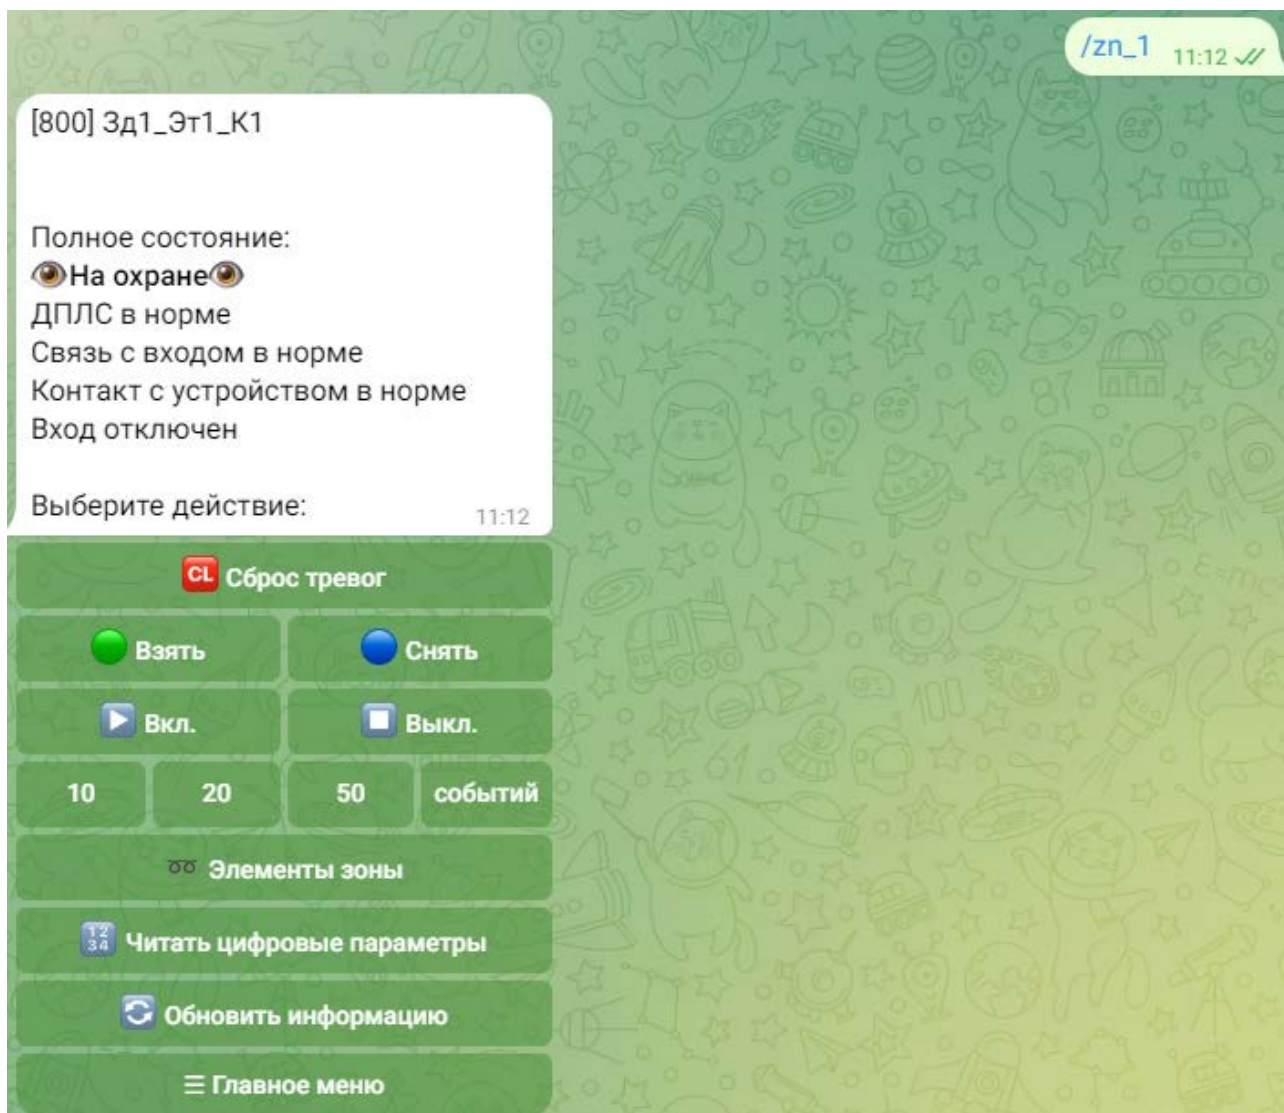 /zn_1 11:12
[800] Зд1_Эт1_К1
Полное состояние:
👁На охране👁
ДПЛС в норме
Связь с входом в норме
Контакт с устройством в норме
Вход отключен
Выберите действие: 11:12
CL Сброс тревог
Взять Снять
Вкл. Выкл.
10 20 50 событий
Элементы зоны
1234 Читать цифровые параметры
Обновить информацию
☰ Главное меню